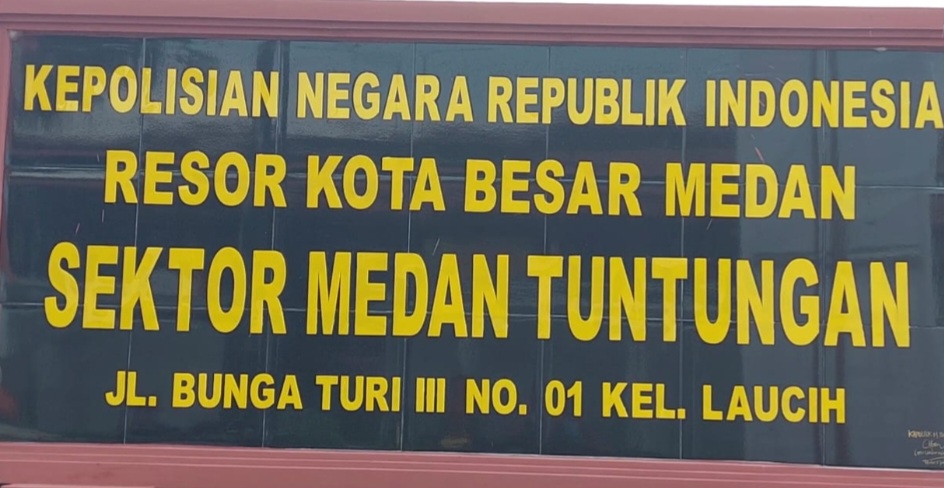 KEPOLISIAN NEGARA REPUBLIK INDONESIA
RESOR KOTA BESAR MEDAN
SEKTOR MEDAN TUNTUNGAN
JL. BUNGA TURI III NO. 01 KEL. LAUCIH